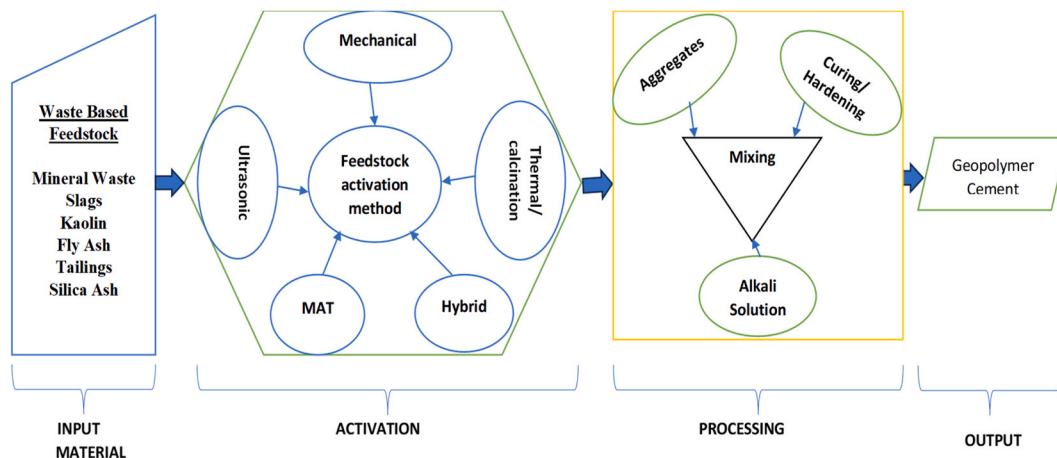 Waste Based
Feedstock
Mineral Waste
Slags
Kaolin
Fly Ash
Tailings
Silica Ash
Mechanical
Ultrasonic
Feedstock
activation
method
Thermal/
calcination
MAT
Hybrid
Aggregates
Curing/
Hardening
Mixing
Alkali
Solution
Geopolymer
Cement
INPUT
MATERIAL
ACTIVATION
PROCESSING
OUTPUT